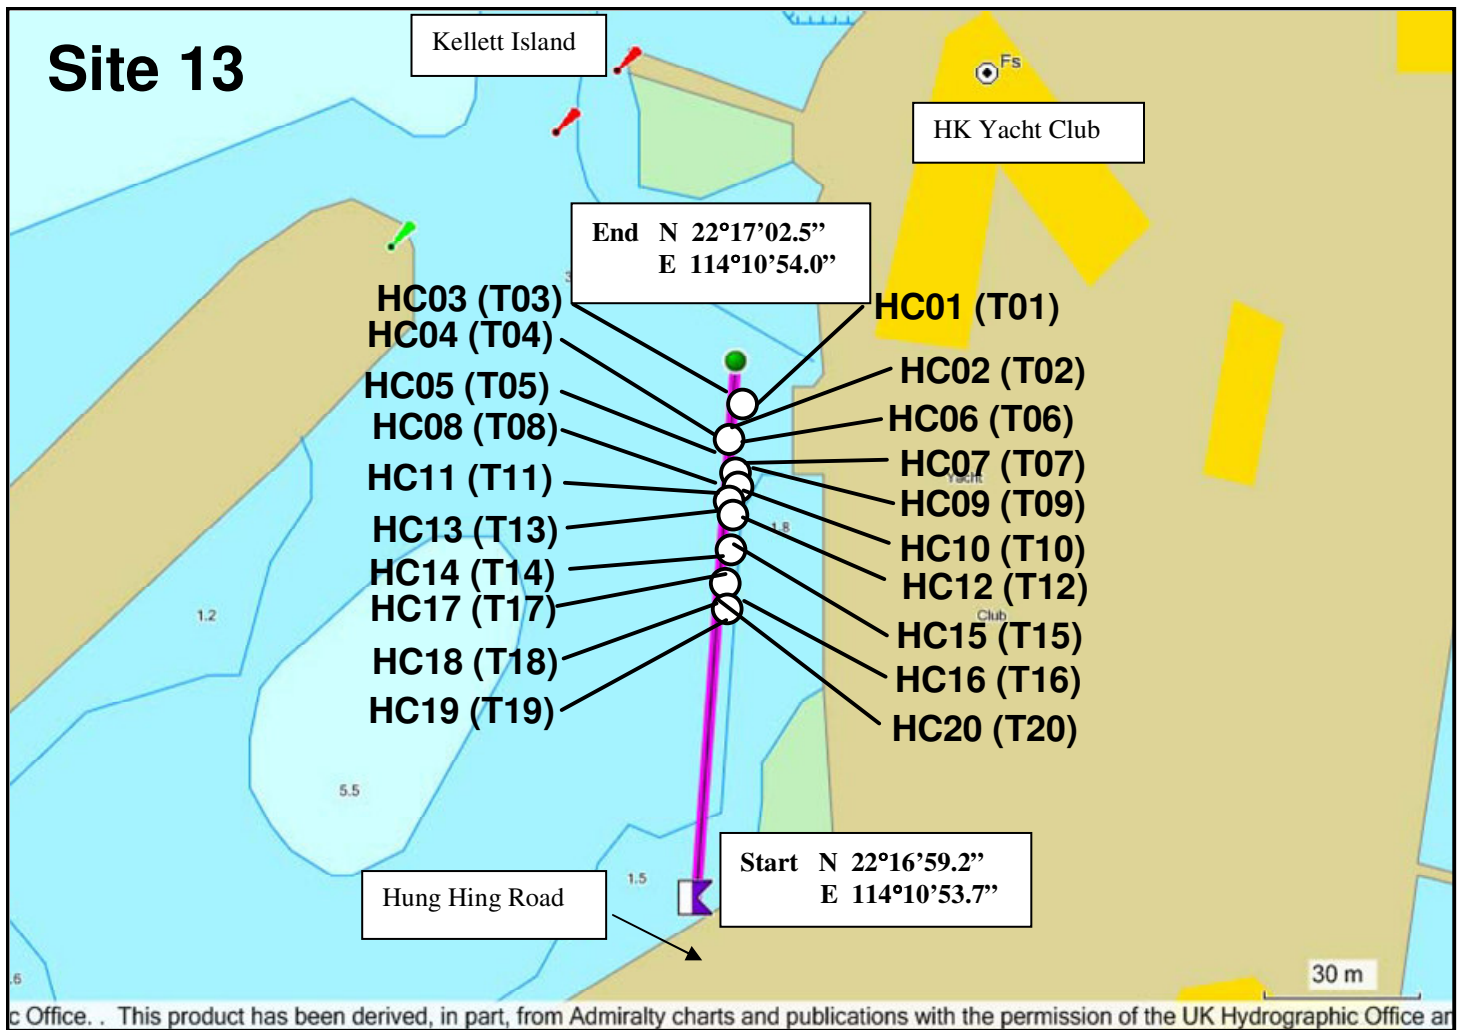 Site 13
Kellett Island
Fs
HK Yacht Club
End N 22°17’02.5”
E 114°10’54.0”
HC03 (T03)
HC01 (T01)
HC04 (T04)
HC02 (T02)
HC05 (T05)
HC06 (T06)
HC08 (T08)
HC07 (T07)
Yacht
HC11 (T11)
HC09 (T09)
1.8
HC13 (T13)
HC10 (T10)
HC14 (T14)
HC12 (T12)
HC17 (T17)
1.2
Club
HC15 (T15)
HC18 (T18)
HC16 (T16)
HC19 (T19)
HC20 (T20)
5.5
Start N 22°16’59.2”
E 114°10’53.7”
1.5
Hung Hing Road
.6
30 m
c Office. . This product has been derived, in part, from Admiralty charts and publications with the permission of the UK Hydrographic Office ar